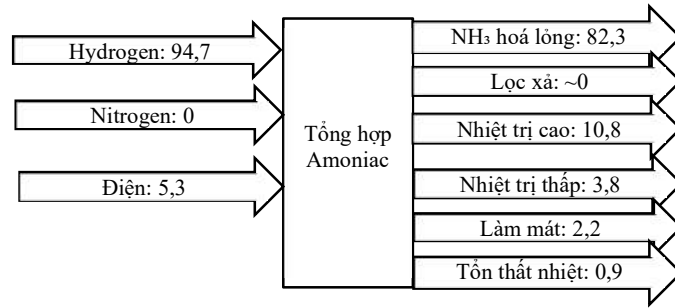 Hydrogen: 94,7
Nitrogen: 0
Điện: 5,3
Tổng hợp
Amoniac
NH₃ hoá lỏng: 82,3
Lọc xả: ~0
Nhiệt trị cao: 10,8
Nhiệt trị thấp: 3,8
Làm mát: 2,2
Tổn thất nhiệt: 0,9